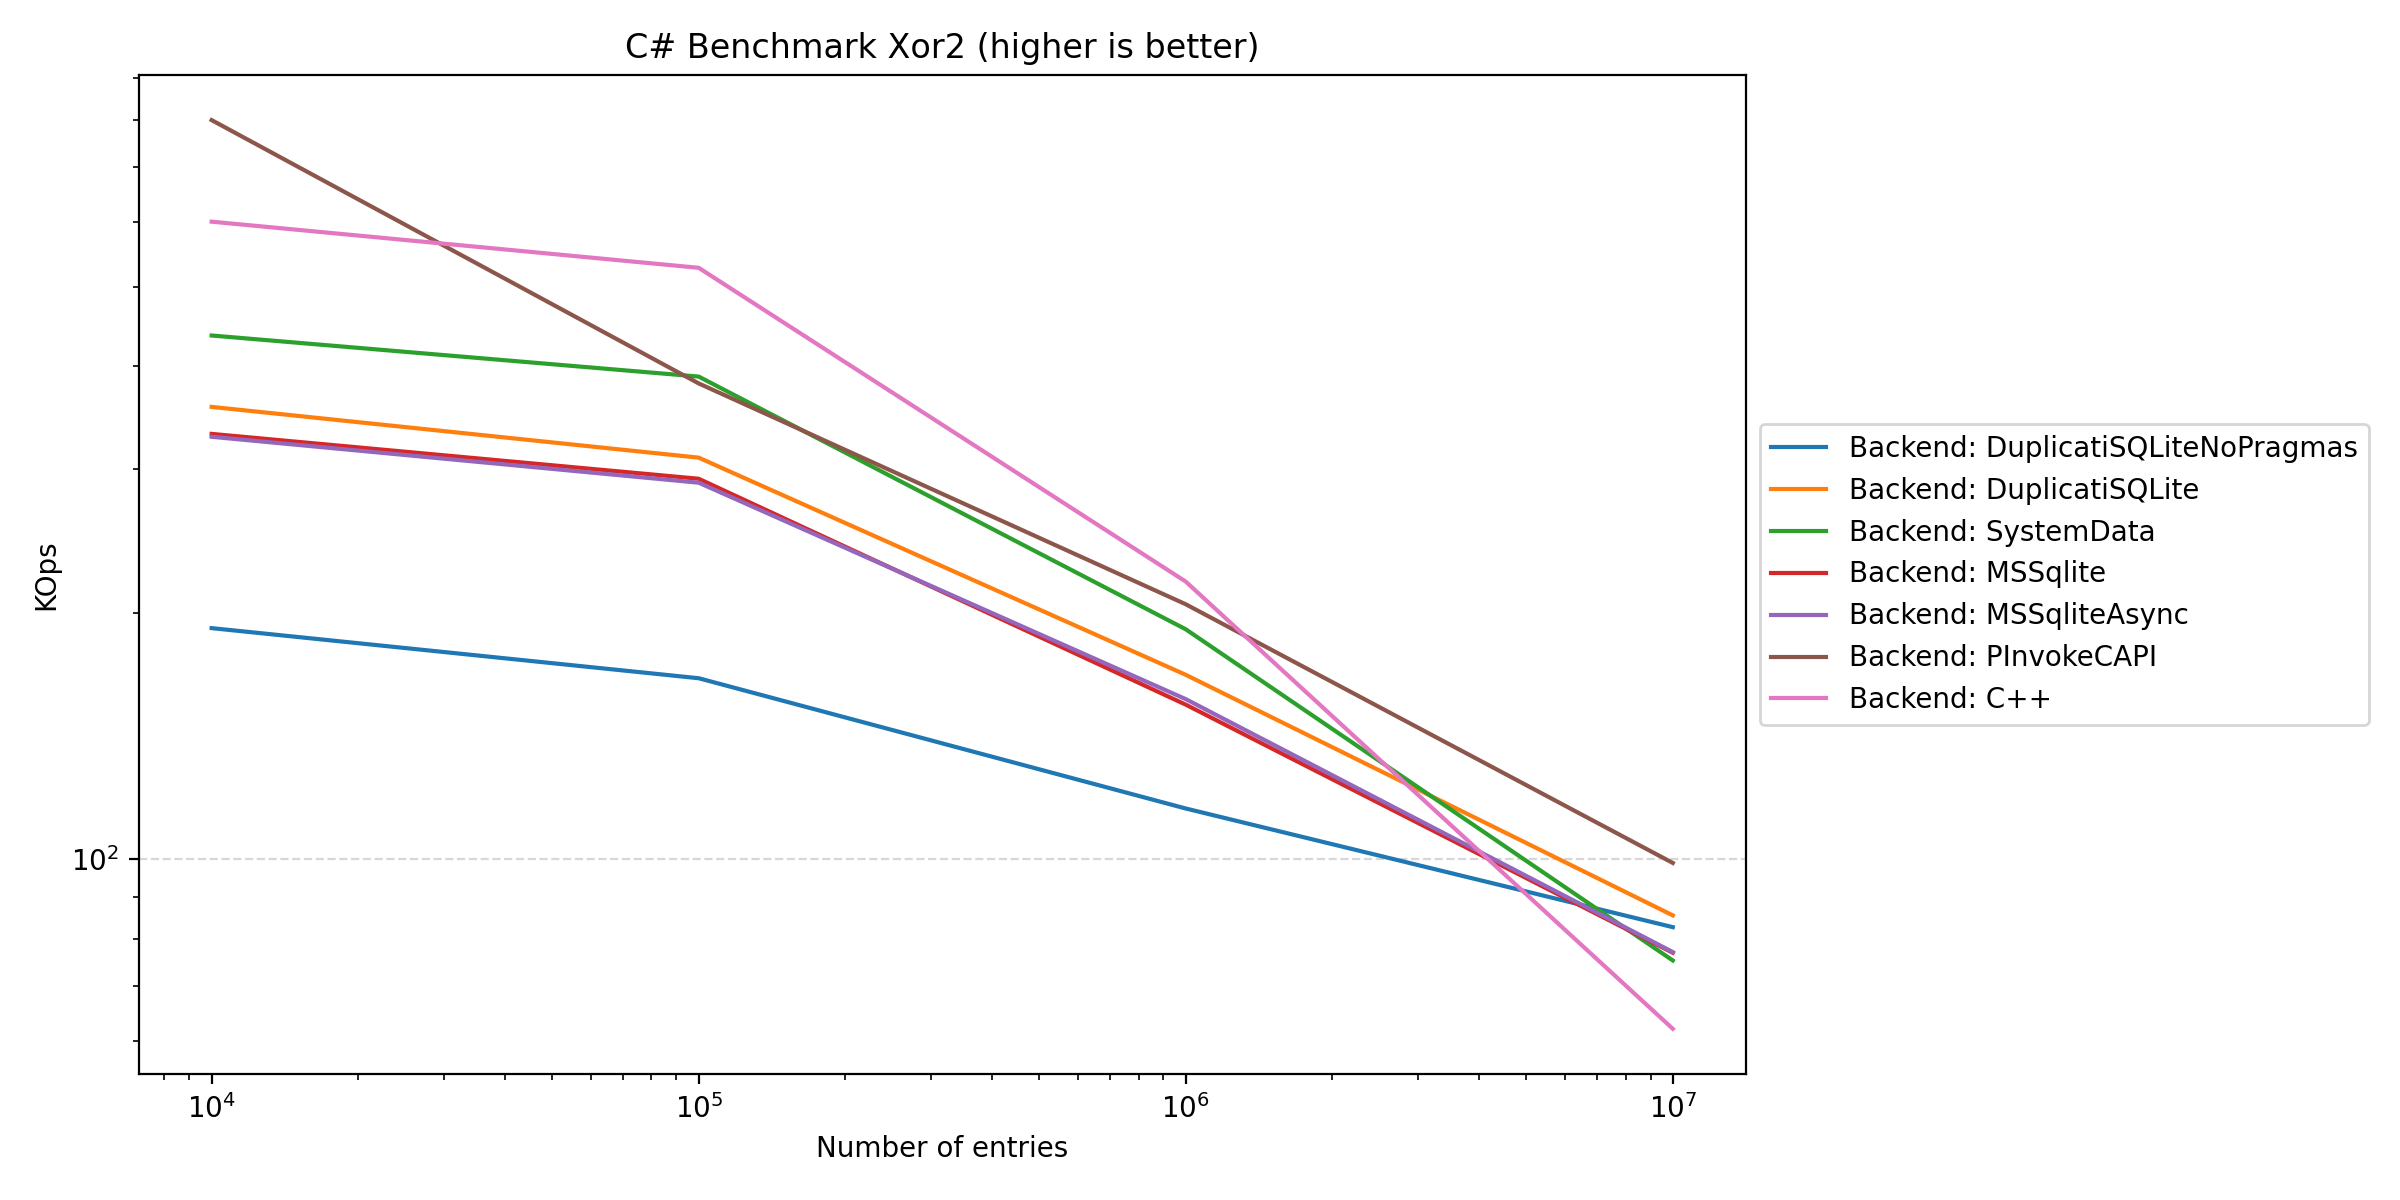 C# Benchmark Xor2 (higher is better)
KOps
10²
10⁴
10⁵
10⁶
10⁷
Number of entries
Backend: DuplicatiSQLiteNoPragmas
Backend: DuplicatiSQLite
Backend: SystemData
Backend: MSSqlite
Backend: MSSqliteAsync
Backend: PInvokeCAPI
Backend: C++